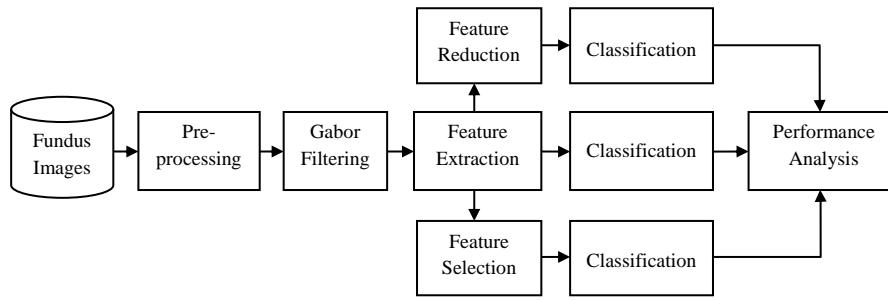 Feature
Reduction
Classification
Fundus
Images
Pre-
processing
Gabor
Filtering
Feature
Extraction
Classification
Performance
Analysis
Feature
Selection
Classification